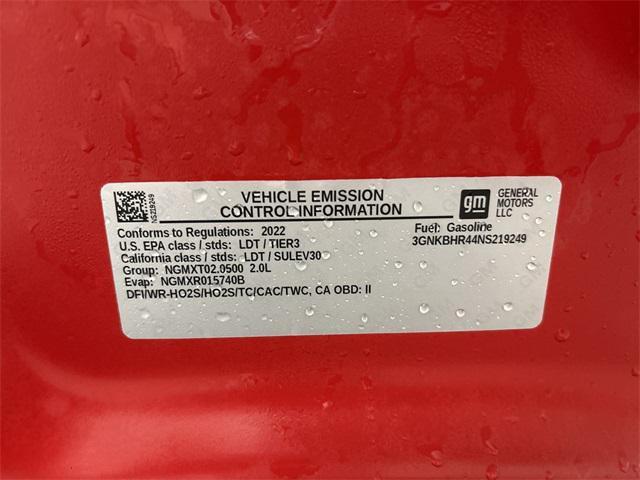 NS219249
VEHICLE EMISSION
CONTROL INFORMATION
gm
GENERAL
MOTORS
LLC
Conforms to Regulations: 2022
Fuel: Gasoline
U.S. EPA class / stds: LDT / TIER3
3GNKBHR44NS219249
California class / stds: LDT / SULEV30
Group: NGMXT02.0500 2.0L
Evap: NGMXR015740B
DFI/WR-HO2S/HO2S/TC/CAC/TWC, CA OBD: II